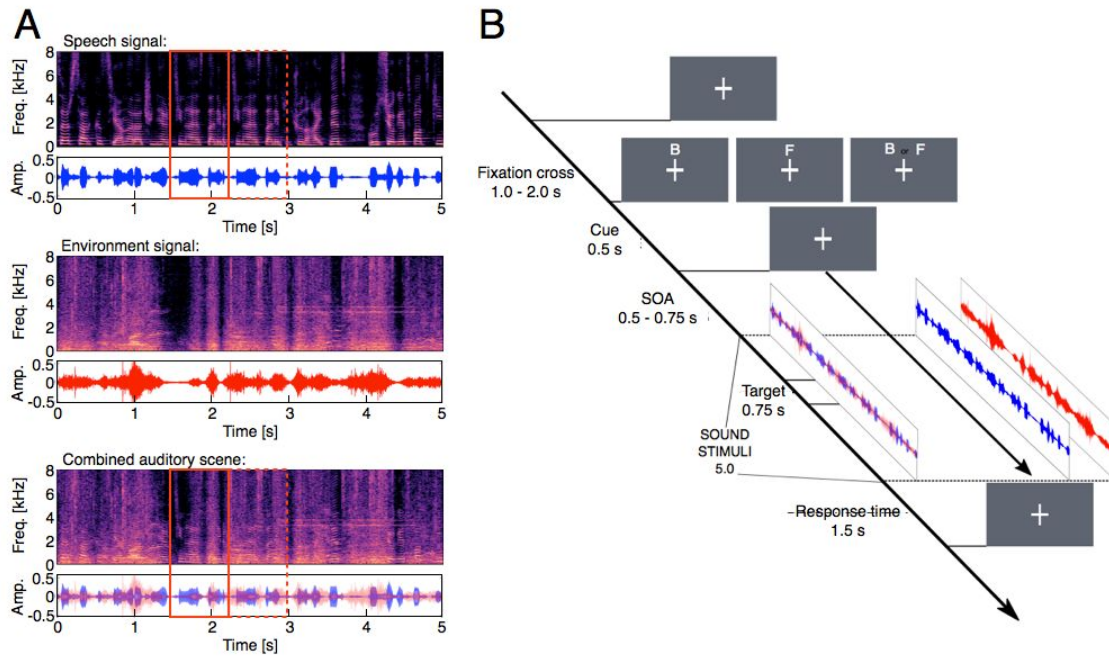 A
Speech signal:
Freq. [kHz]
8
6
4
2
0
Amp.
0.5
0
-0.5
0 1 2 3 4 5
Time [s]
Environment signal:
Freq. [kHz]
8
6
4
2
0
Amp.
0.5
0
-0.5
0 1 2 3 4 5
Time [s]
Combined auditory scene:
Freq. [kHz]
8
6
4
2
0
Amp.
0.5
0
-0.5
0 1 2 3 4 5
Time [s]
B
Fixation cross
1.0 - 2.0 s
B
F
B or F
Cue
0.5 s
SOA
0.5 - 0.75 s
Target
0.75 s
SOUND
STIMULI
5.0
Response time
1.5 s